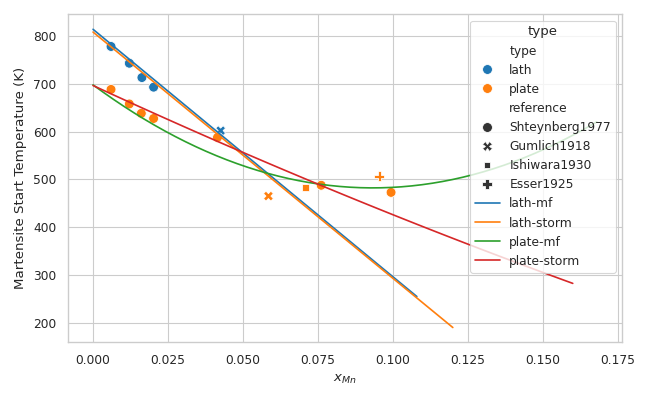 type
type
lath
plate
reference
Shteynberg1977
Gumlich1918
Ishiwara1930
Esser1925
lath-mf
lath-storm
plate-mf
plate-storm
Martensite Start Temperature (K)
800
700
600
500
400
300
200
0.000 0.025 0.050 0.075 0.100 0.125 0.150 0.175
x_{Mn}